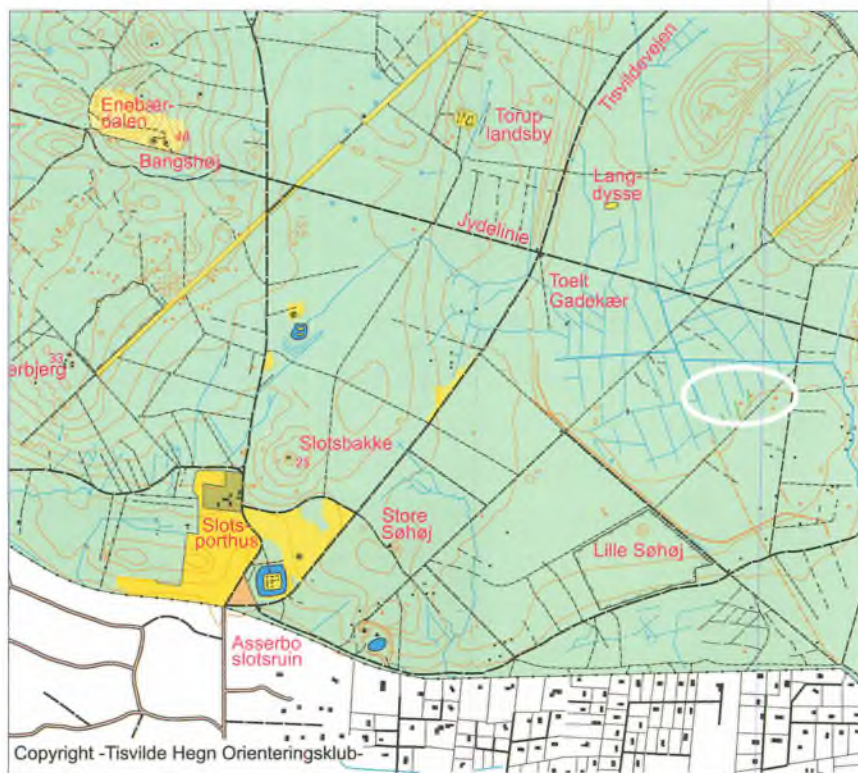 Tisvildevejen
Enebær-
dalen
48
Bangshøj
Torup
landsby
Lang-
dysse
Jydelinie
Toelt
Gadekær
33
erbjerg
Slotsbakke
25
Slots-
porthus
Store
Søhøj
Lille Søhøj
Asserbo
slotsruin
Copyright -Tisvilde Hegn Orienteringsklub-